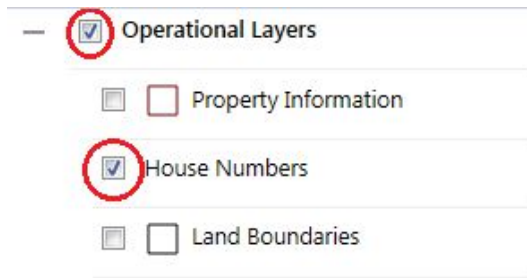 Operational Layers
Property Information
House Numbers
Land Boundaries